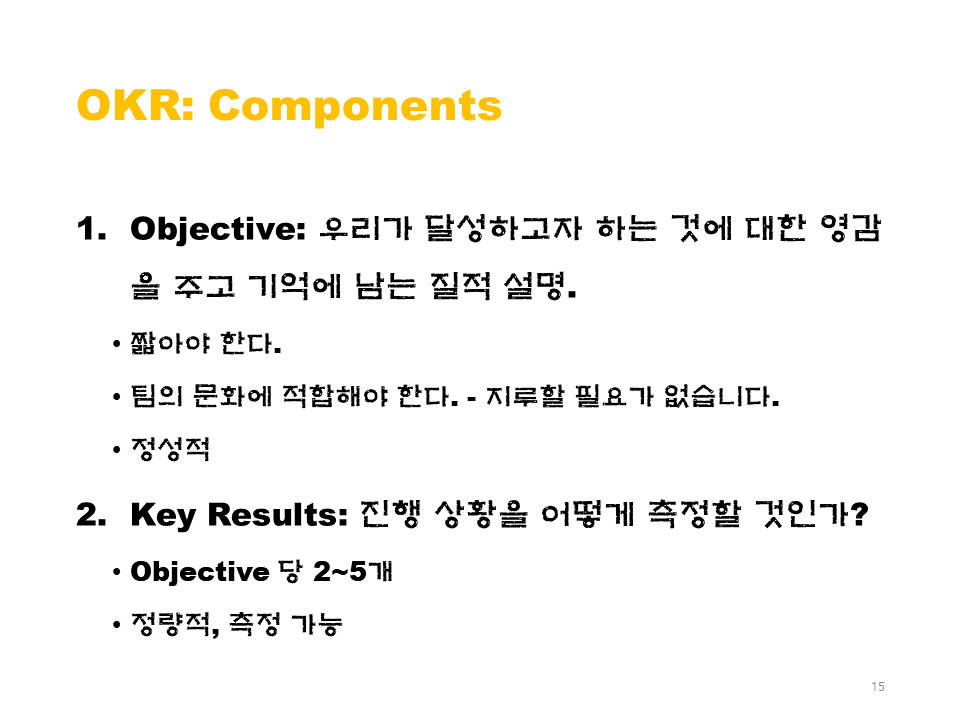 OKR: Components
1. Objective: 우리가 달성하고자 하는 것에 대한 영감
을 주고 기억에 남는 질적 설명.
• 짧아야 한다.
• 팀의 문화에 적합해야 한다. - 지루할 필요가 없습니다.
• 정성적
2. Key Results: 진행 상황을 어떻게 측정할 것인가?
• Objective 당 2~5개
• 정량적, 측정 가능
15